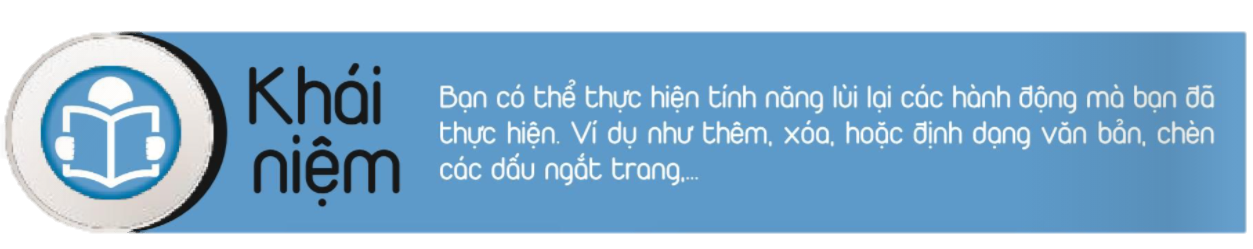 Khái
niệm
Bạn có thể thực hiện tính năng lùi lại các hành động mà bạn đã
thực hiện. Ví dụ như thêm, xóa, hoặc định dạng văn bản, chèn
các dấu ngắt trang,...